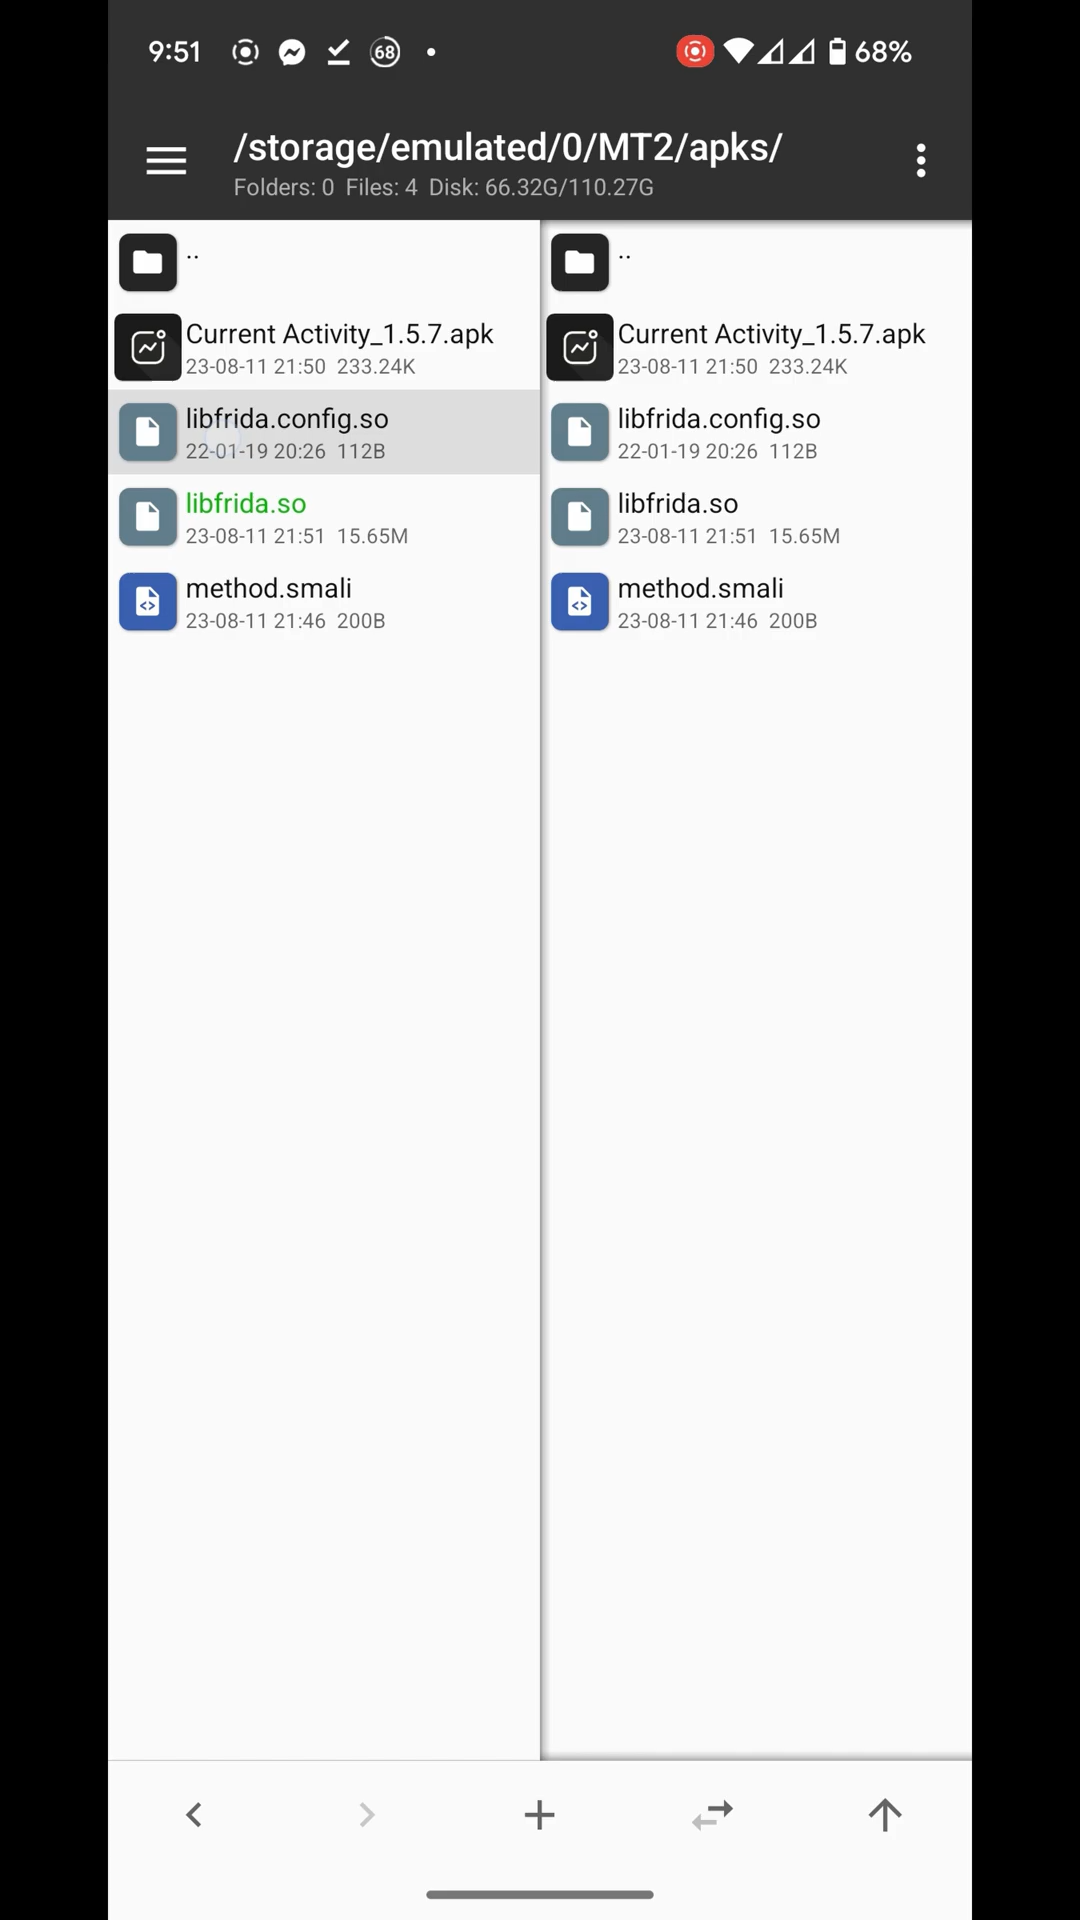 9:51 68 68%
/storage/emulated/0/MT2/apks/
Folders: 0 Files: 4 Disk: 66.32G/110.27G
..
Current Activity_1.5.7.apk
23-08-11 21:50 233.24K
libfrida.config.so
22-01-19 20:26 112B
libfrida.so
23-08-11 21:51 15.65M
method.smali
23-08-11 21:46 200B
..
Current Activity_1.5.7.apk
23-08-11 21:50 233.24K
libfrida.config.so
22-01-19 20:26 112B
libfrida.so
23-08-11 21:51 15.65M
method.smali
23-08-11 21:46 200B